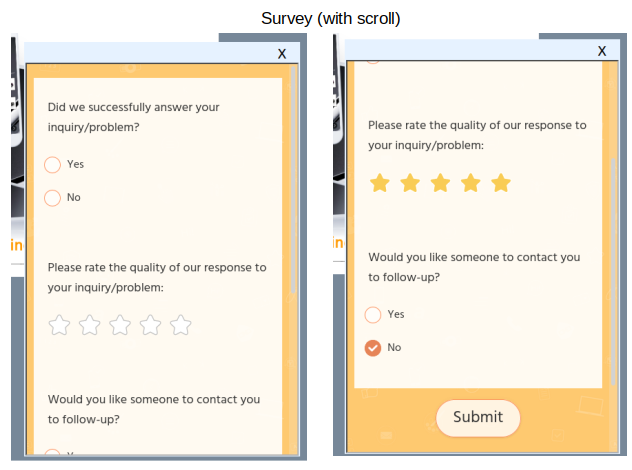 Survey (with scroll)
X
Did we successfully answer your
inquiry/problem?
Yes
No
Please rate the quality of our response to
your inquiry/problem:
Would you like someone to contact you
to follow-up?
in
X
Please rate the quality of our response to
your inquiry/problem:
Would you like someone to contact you
to follow-up?
Yes
No
Submit
in